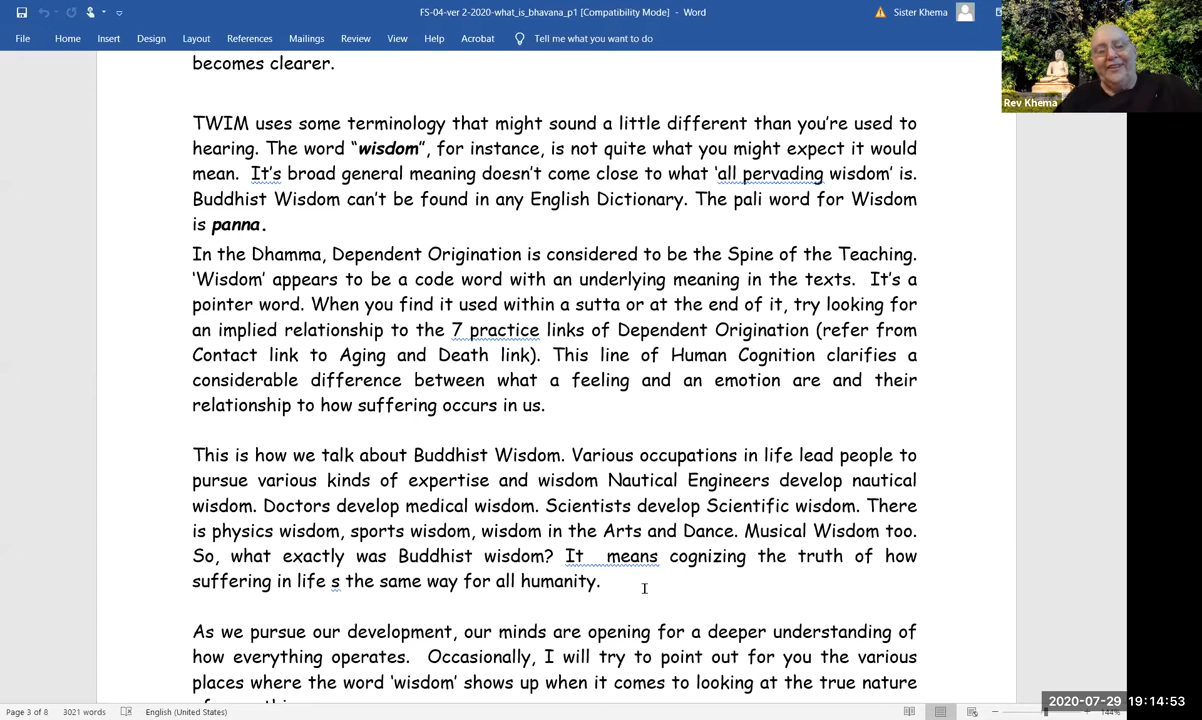 FS-04-ver 2-2020-what_is_bhavana_p1 [Compatibility Mode] - Word
Sister Khema
File Home Insert Design Layout References Mailings Review View Help Acrobat Tell me what you want to do
Rev Khema
becomes clearer.
TWIM uses some terminology that might sound a little different than you’re used to
hearing. The word “wisdom”, for instance, is not quite what you might expect it would
mean. It’s broad general meaning doesn’t come close to what ‘all pervading wisdom’ is.
Buddhist Wisdom can’t be found in any English Dictionary. The pali word for Wisdom
is panna.
In the Dhamma, Dependent Origination is considered to be the Spine of the Teaching.
‘Wisdom’ appears to be a code word with an underlying meaning in the texts. It’s a
pointer word. When you find it used within a sutta or at the end of it, try looking for
an implied relationship to the 7 practice links of Dependent Origination (refer from
Contact link to Aging and Death link). This line of Human Cognition clarifies a
considerable difference between what a feeling and an emotion are and their
relationship to how suffering occurs in us.
This is how we talk about Buddhist Wisdom. Various occupations in life lead people to
pursue various kinds of expertise and wisdom Nautical Engineers develop nautical
wisdom. Doctors develop medical wisdom. Scientists develop Scientific wisdom. There
is physics wisdom, sports wisdom, wisdom in the Arts and Dance. Musical Wisdom too.
So, what exactly was Buddhist wisdom? It means cognizing the truth of how
suffering in life s the same way for all humanity.
As we pursue our development, our minds are opening for a deeper understanding of
how everything operates. Occasionally, I will try to point out for you the various
places where the word ‘wisdom’ shows up when it comes to looking at the true nature
Page 3 of 8 3021 words English (United States)
2020-07-29 19:14:53